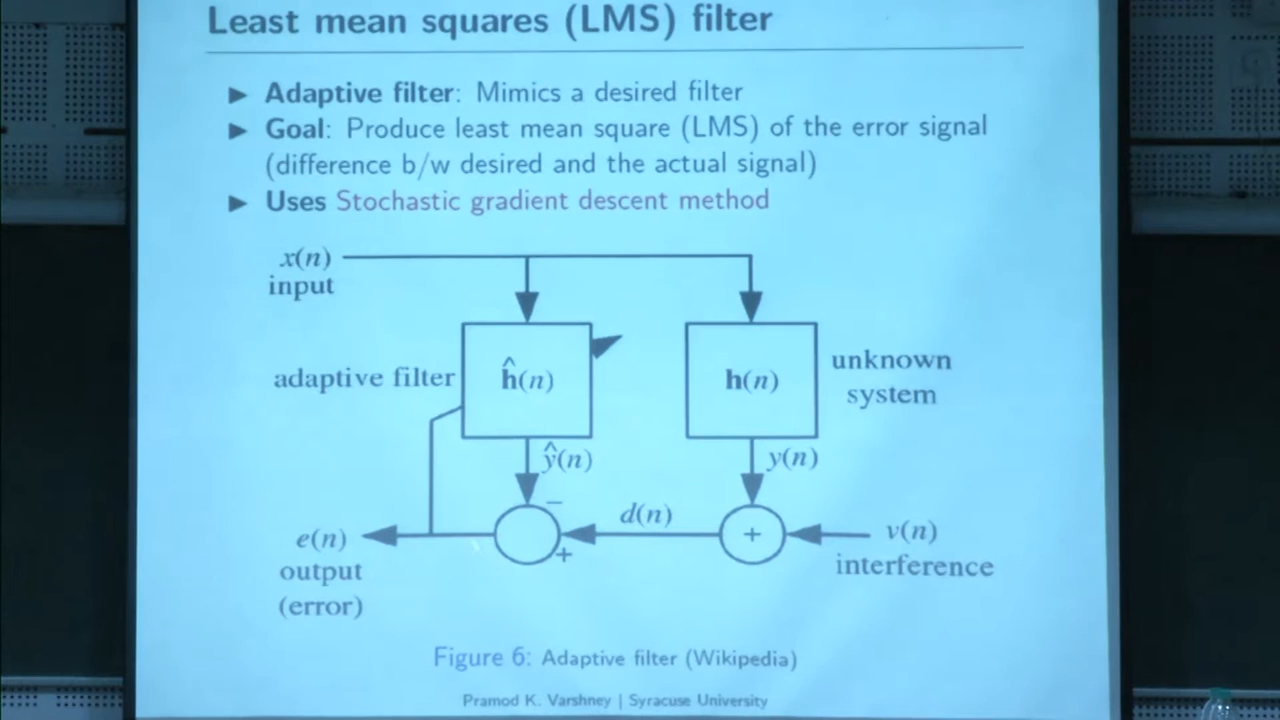 Least mean squares (LMS) filter
▶ Adaptive filter: Mimics a desired filter
▶ Goal: Produce least mean square (LMS) of the error signal
(difference b/w desired and the actual signal)
▶ Uses Stochastic gradient descent method
x(n)
input
adaptive filter
ĥ(n)
h(n)
unknown
system
ŷ(n)
y(n)
−
+
d(n)
+
v(n)
interference
e(n)
output
(error)
Figure 6: Adaptive filter (Wikipedia)
Pramod K. Varshney | Syracuse University